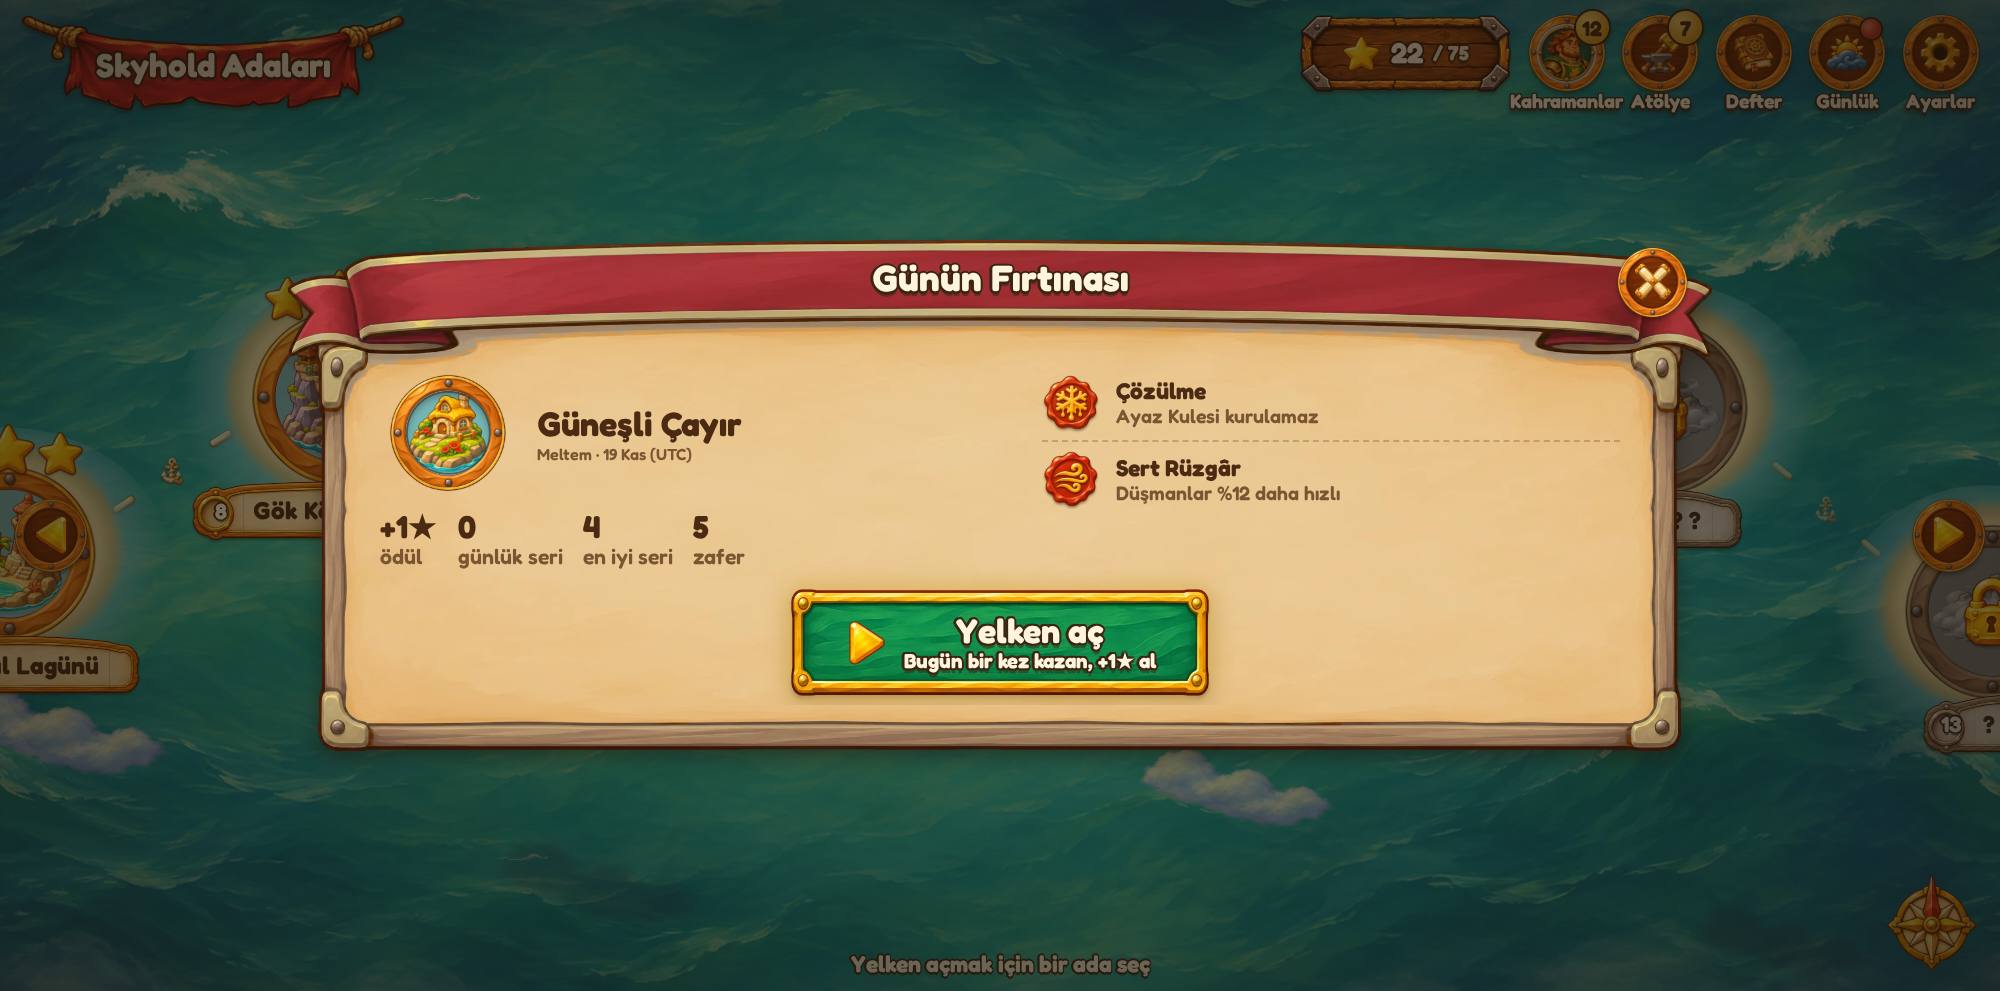 Skyhold Adaları
22 / 75
12
7
Kahramanlar
Atölye
Defter
Günlük
Ayarlar
Günün Fırtınası
Güneşli Çayır
Meltem · 19 Kas (UTC)
Çözülme
Ayaz Kulesi kurulamaz
Sert Rüzgâr
Düşmanlar %12 daha hızlı
+1★
ödül
0
günlük seri
4
en iyi seri
5
zafer
Yelken aç
Bugün bir kez kazan, +1★ al
8
Gök
? ?
Lagünü
13
?
Yelken açmak için bir ada seç